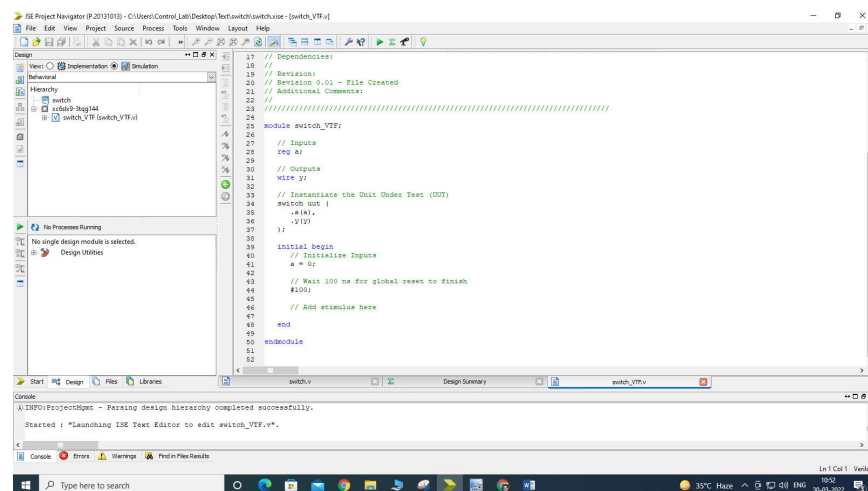 ISE Project Navigator (P.20131013) - C:\Users\Control_Lab\Desktop\Text\switch\switch.xise - [switch_VTF.v]
File Edit View Project Source Process Tools Window Layout Help
Design
View: Implementation Simulation
Behavioral
Hierarchy
switch
xc6slx9-3tqg144
switch_VTF (switch_VTF.v)
No Processes Running
No single design module is selected.
Design Utilities
Start Design Files Libraries
17 // Dependencies:
18 //
19 // Revision:
20 // Revision 0.01 - File Created
21 // Additional Comments:
22 //
23 ////////////////////////////////////////////////////////////////////////////////
24
25 module switch_VTF;
26
27 // Inputs
28 reg a;
29
30 // Outputs
31 wire y;
32
33 // Instantiate the Unit Under Test (UUT)
34 switch uut (
35 .a(a),
36 .y(y)
37 );
38
39 initial begin
40 // Initialize Inputs
41 a = 0;
42
43 // Wait 100 ns for global reset to finish
44 #100;
45
46 // Add stimulus here
47
48 end
49
50 endmodule
51
52
switch.v Design Summary switch_VTF.v
Console
INFO:ProjectMgmt - Parsing design hierarchy completed successfully.
Started : "Launching ISE Text Editor to edit switch_VTF.v".
Console Errors Warnings Find in Files Results
Ln 1 Col 1 Verilo
Type here to search
35°C Haze ENG
10:52
30-03-2022